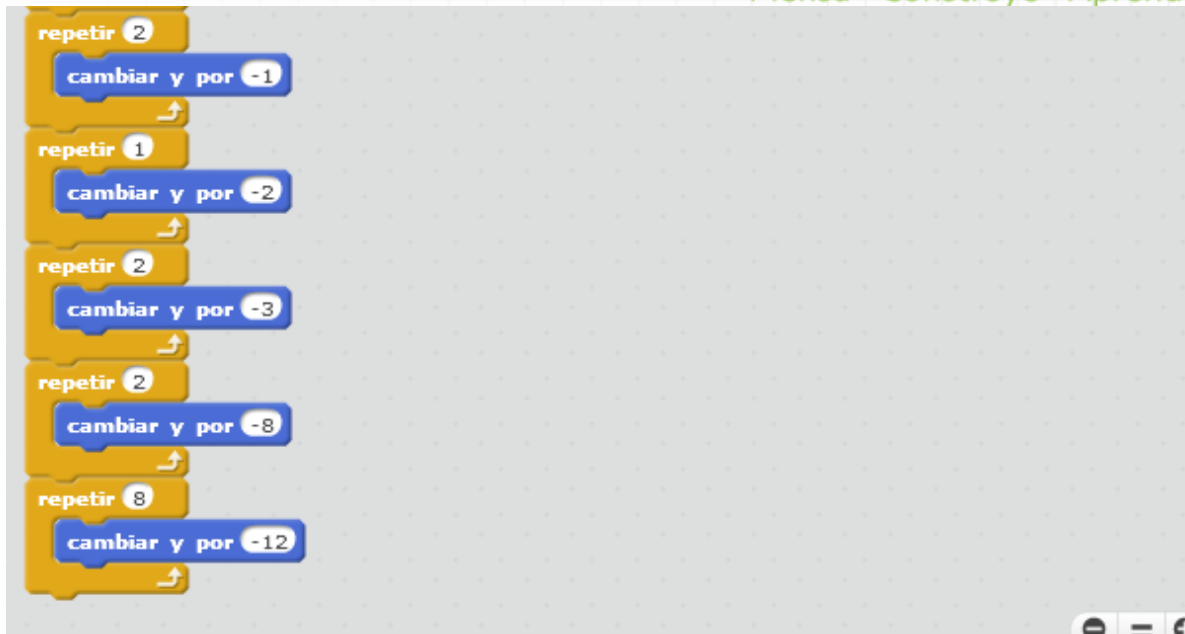 repetir 2
cambiar y por -1
repetir 1
cambiar y por -2
repetir 2
cambiar y por -3
repetir 2
cambiar y por -8
repetir 8
cambiar y por -12